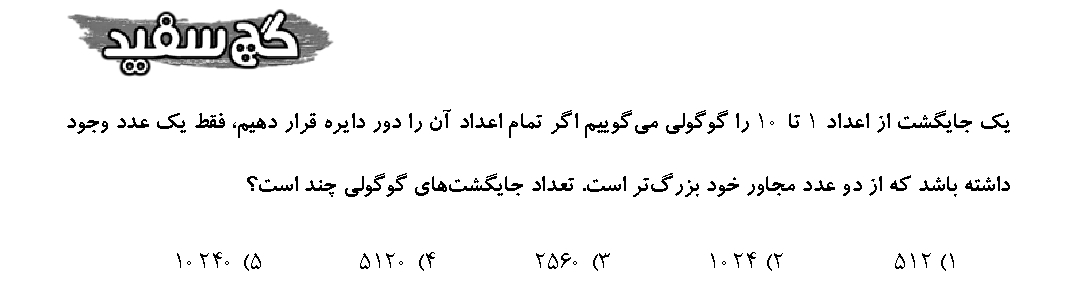 گچ سفید
یک جایگشت از اعداد ۱ تا ۱۰ را گوگولی می‌گوییم اگر تمام اعداد آن را دور دایره قرار دهیم، فقط یک عدد وجود
داشته باشد که از دو عدد مجاور خود بزرگ‌تر است. تعداد جایگشت‌های گوگولی چند است؟
۱) ۵۱۲ ۲) ۱۰۲۴ ۳) ۲۵۶۰ ۴) ۵۱۲۰ ۵) ۱۰۲۴۰